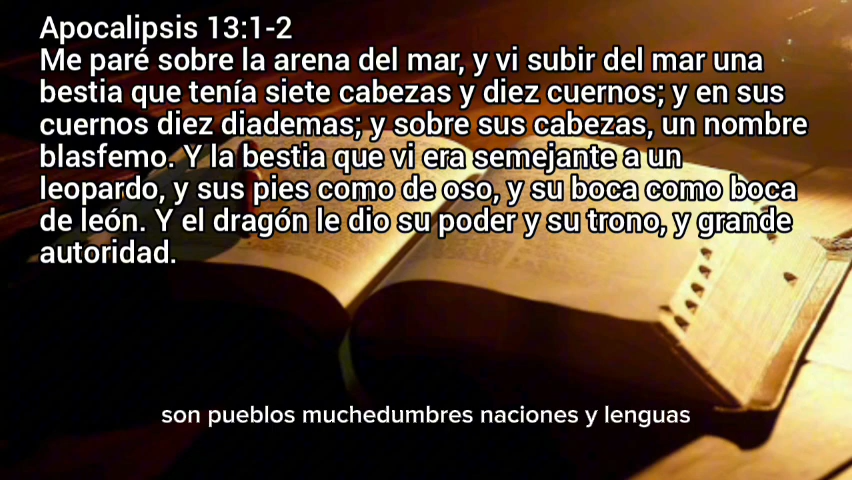 Apocalipsis 13:1-2
Me paré sobre la arena del mar, y vi subir del mar una
bestia que tenía siete cabezas y diez cuernos; y en sus
cuernos diez diademas; y sobre sus cabezas, un nombre
blasfemo. Y la bestia que vi era semejante a un
leopardo, y sus pies como de oso, y su boca como boca
de león. Y el dragón le dio su poder y su trono, y grande
autoridad.
son pueblos muchedumbres naciones y lenguas